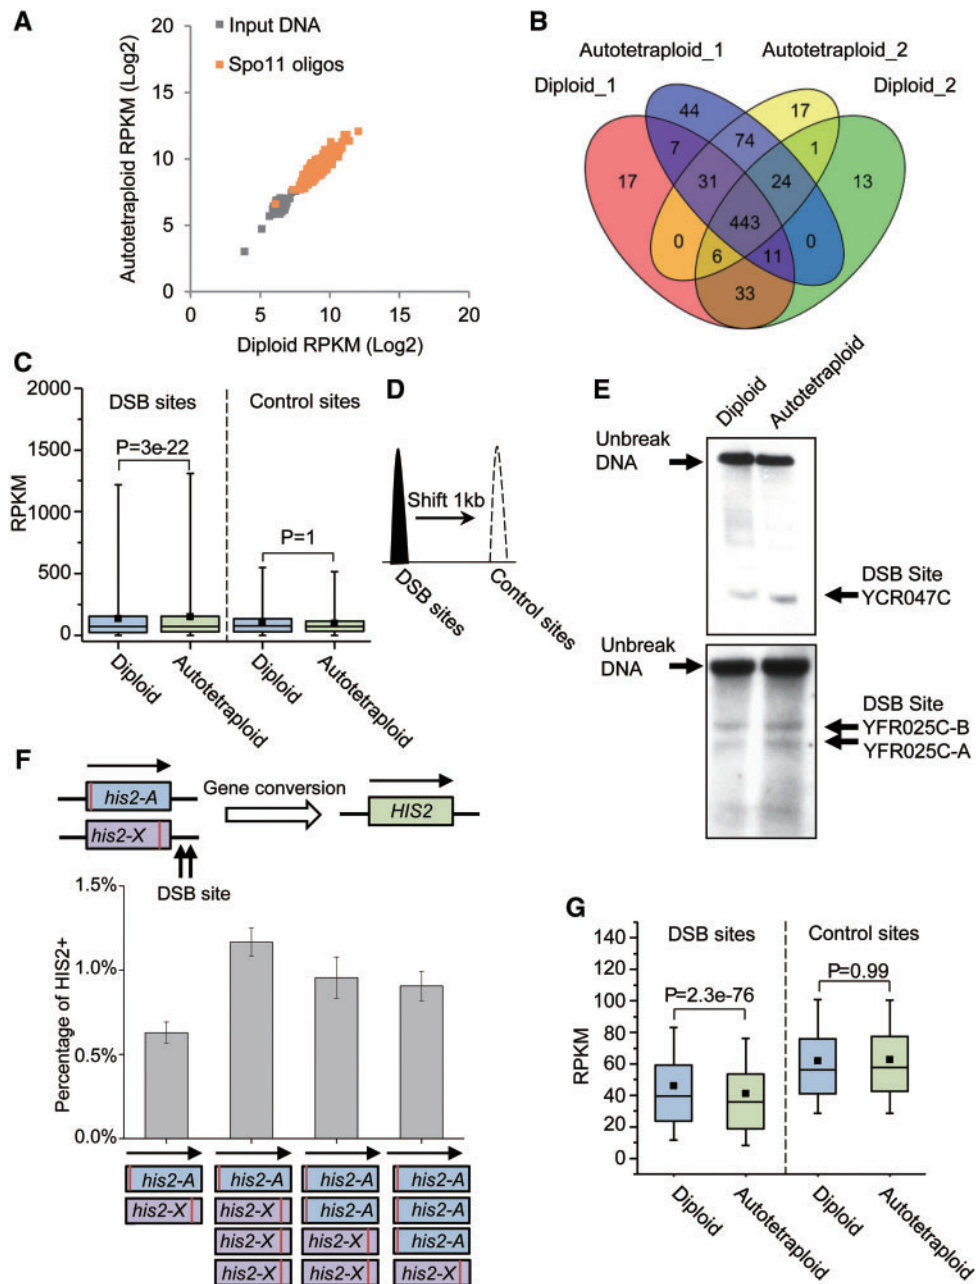 A
20
15
10
5
0
0
5
10
15
20
Autotetraploid RPKM (Log2)
Diploid RPKM (Log2)
Input DNA
Spo11 oligos
B
Autotetraploid_1
Autotetraploid_2
Diploid_1
Diploid_2
44
17
7
74
1
17
31
24
13
443
0
6
11
0
33
C
2000
1500
1000
500
0
RPKM
DSB sites
Control sites
P=3e-22
P=1
Diploid
Autotetraploid
Diploid
Autotetraploid
D
Shift 1kb
DSB sites
Control sites
E
Diploid
Autotetraploid
Unbreak
DNA
DSB Site
YCR047C
Unbreak
DNA
DSB Site
YFR025C-B
YFR025C-A
F
his2-A
his2-X
Gene conversion
HIS2
DSB site
1.5%
1.0%
0.5%
0.0%
Percentage of HIS2+
his2-A
his2-X
his2-A
his2-X
his2-X
his2-X
his2-A
his2-A
his2-X
his2-X
his2-A
his2-A
his2-A
his2-X
G
140
120
100
80
60
40
20
0
RPKM
DSB sites
Control sites
P=2.3e-76
P=0.99
Diploid
Autotetraploid
Diploid
Autotetraploid